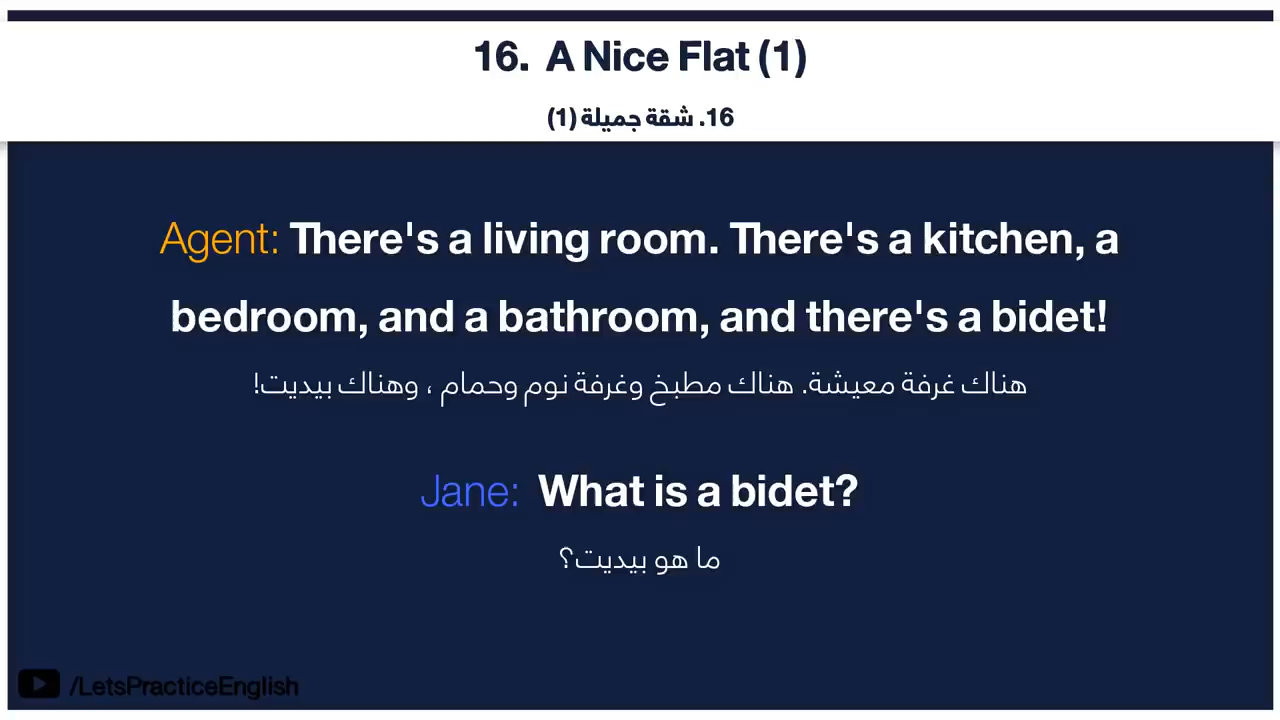 16. A Nice Flat (1)
16. شقة جميلة (1)
Agent: There's a living room. There's a kitchen, a
bedroom, and a bathroom, and there's a bidet!
هناك غرفة معيشة. هناك مطبخ وغرفة نوم وحمام ، وهناك بيديت!
Jane: What is a bidet?
ما هو بيديت؟
/LetsPracticeEnglish